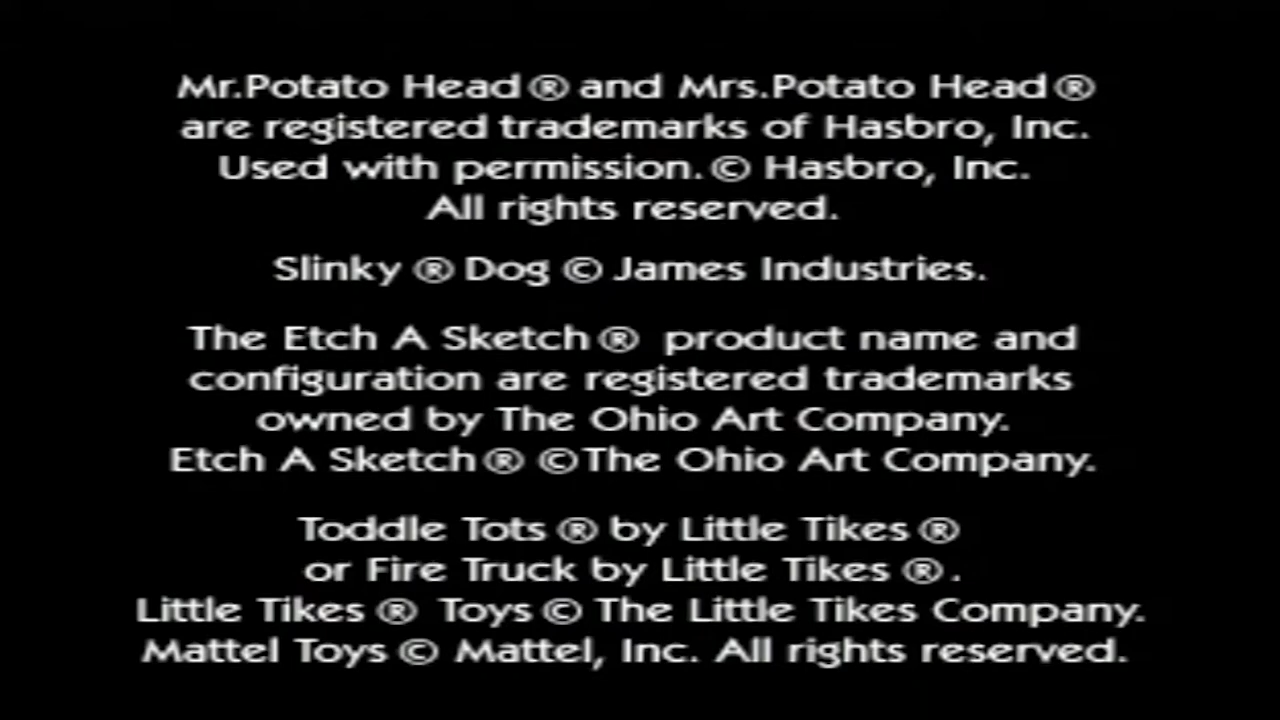 Mr.Potato Head® and Mrs.Potato Head®
are registered trademarks of Hasbro, Inc.
Used with permission.© Hasbro, Inc.
All rights reserved.
Slinky ® Dog © James Industries.
The Etch A Sketch® product name and
configuration are registered trademarks
owned by The Ohio Art Company.
Etch A Sketch® ©The Ohio Art Company.
Toddle Tots ® by Little Tikes ®
or Fire Truck by Little Tikes ®.
Little Tikes ® Toys © The Little Tikes Company.
Mattel Toys © Mattel, Inc. All rights reserved.